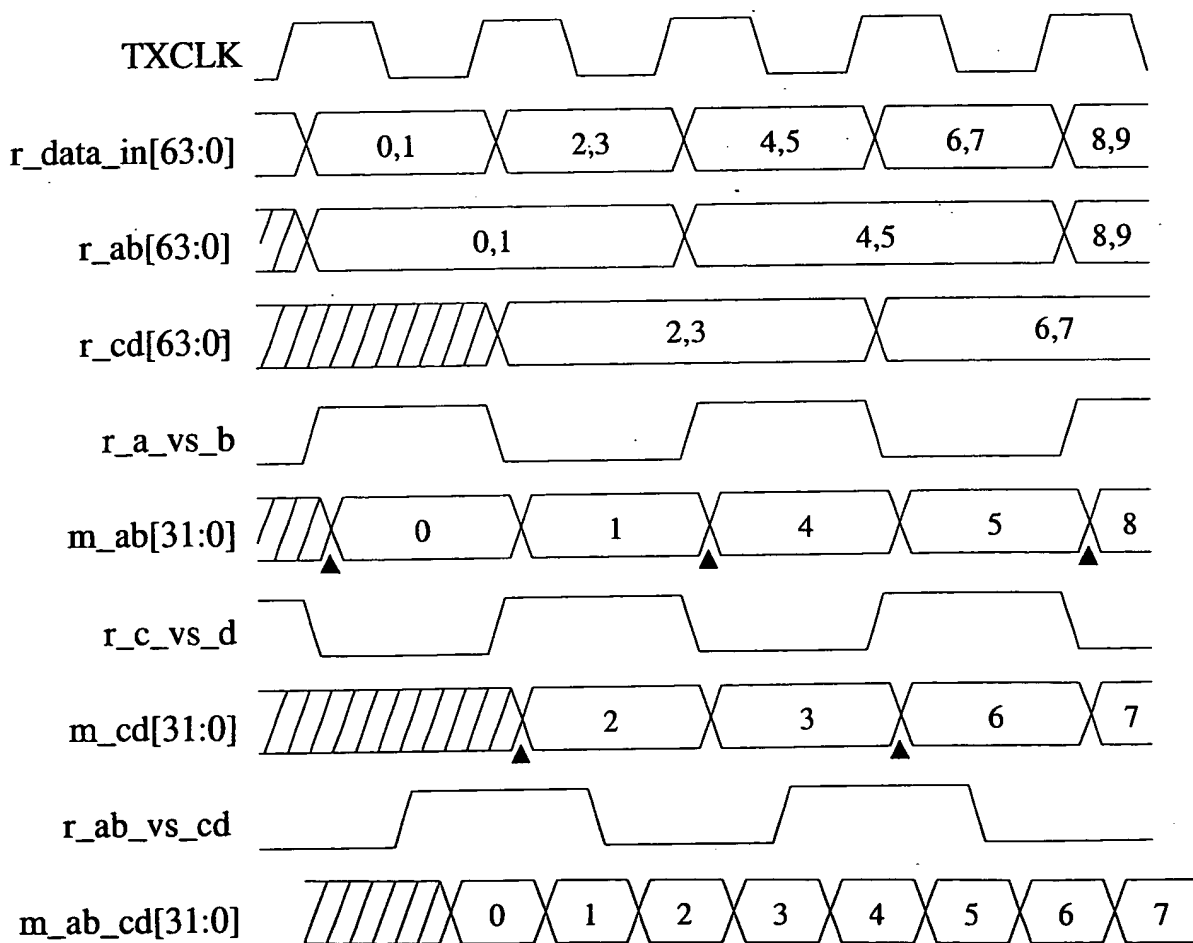 TXCLK
r_data_in[63:0] 0,1 2,3 4,5 6,7 8,9
r_ab[63:0] 0,1 4,5 8,9
r_cd[63:0] 2,3 6,7
r_a_vs_b
m_ab[31:0] 0 1 4 5 8
r_c_vs_d
m_cd[31:0] 2 3 6 7
r_ab_vs_cd
m_ab_cd[31:0] 0 1 2 3 4 5 6 7